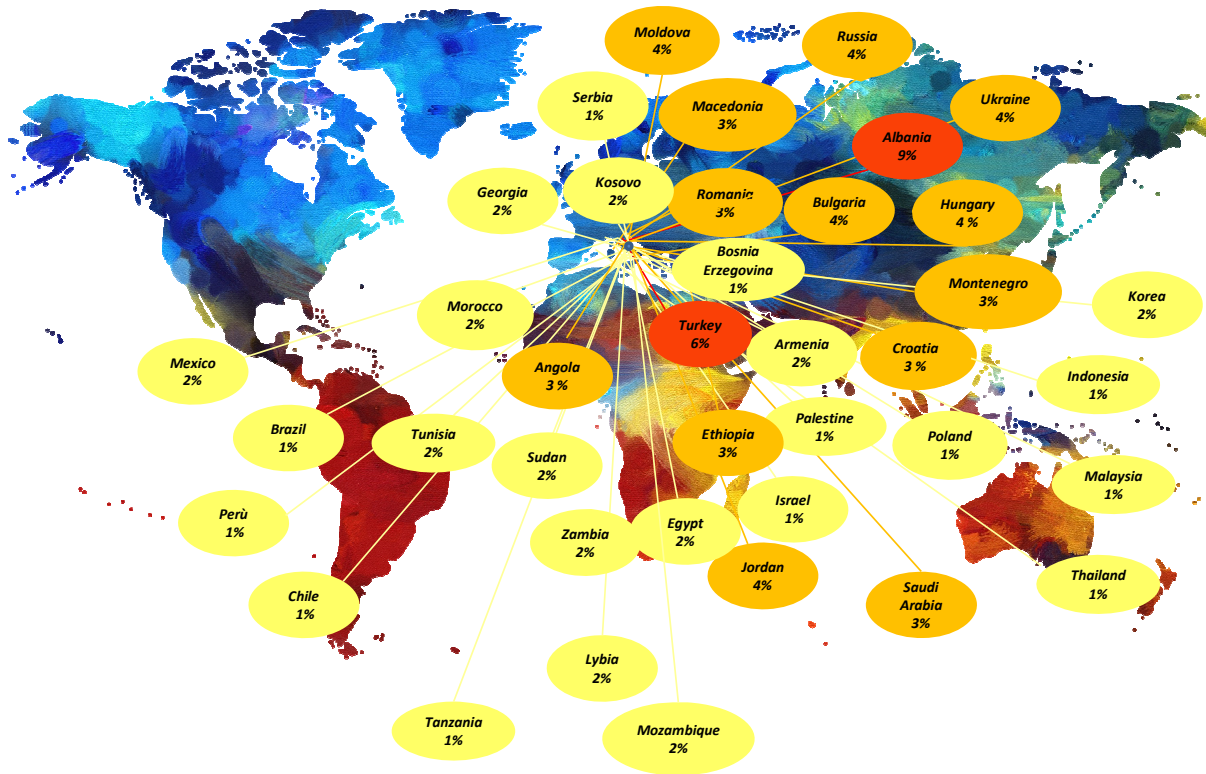 Moldova
4%
Russia
4%
Serbia
1%
Macedonia
3%
Ukraine
4%
Albania
9%
Georgia
2%
Kosovo
2%
Romania
3%
Bulgaria
4%
Hungary
4 %
Bosnia
Erzegovina
1%
Montenegro
3%
Korea
2%
Morocco
2%
Turkey
6%
Armenia
2%
Croatia
3 %
Mexico
2%
Angola
3 %
Indonesia
1%
Brazil
1%
Tunisia
2%
Sudan
2%
Ethiopia
3%
Palestine
1%
Poland
1%
Malaysia
1%
Perù
1%
Zambia
2%
Egypt
2%
Israel
1%
Jordan
4%
Saudi
Arabia
3%
Thailand
1%
Chile
1%
Lybia
2%
Tanzania
1%
Mozambique
2%